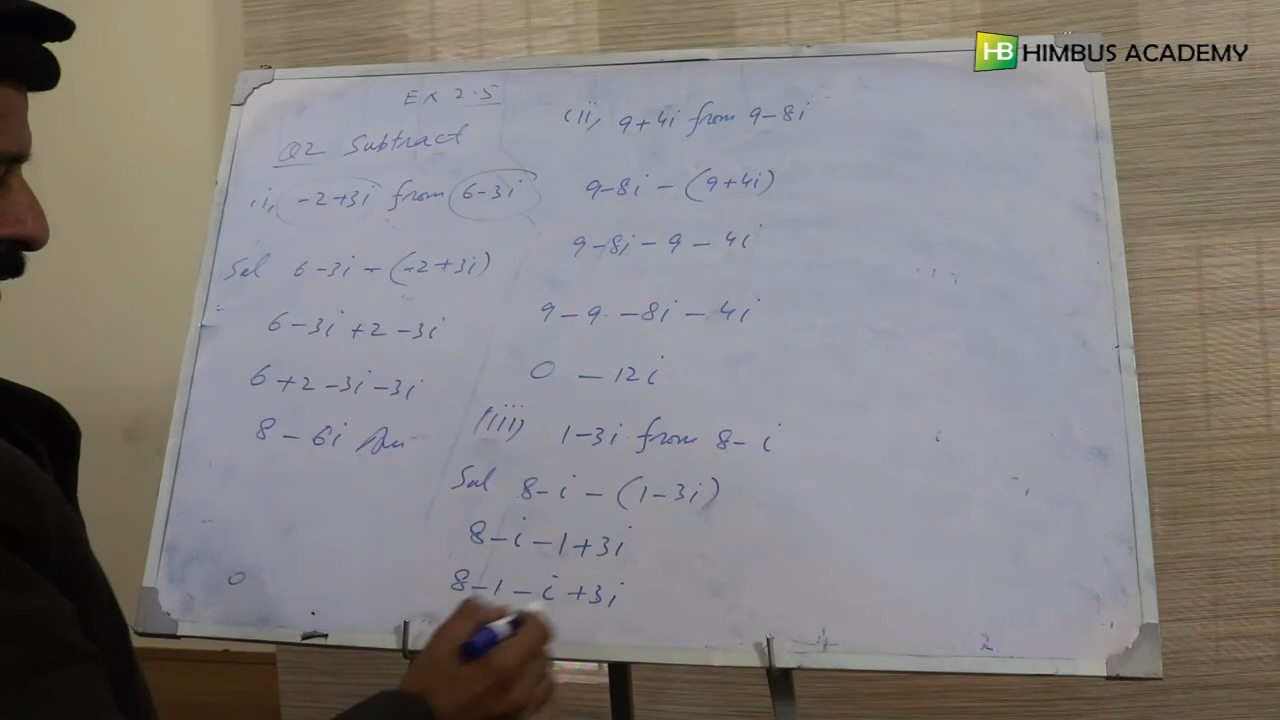 HB HIMBUS ACADEMY
Ex 2.5
Q2 Subtract
(i) -2+3i from 6-3i
Sol 6-3i-(-2+3i)
6-3i+2-3i
6+2-3i-3i
8-6i Ans
(ii) 9+4i from 9-8i
9-8i-(9+4i)
9-8i-9-4i
9-9-8i-4i
0-12i
(iii) 1-3i from 8-i
Sol 8-i-(1-3i)
8-i-1+3i
8-1-i+3i